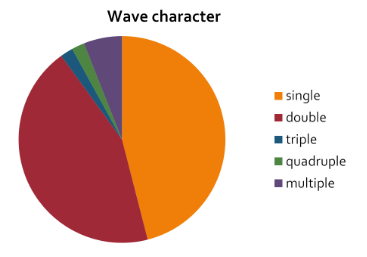 Wave character
single
double
triple
quadruple
multiple